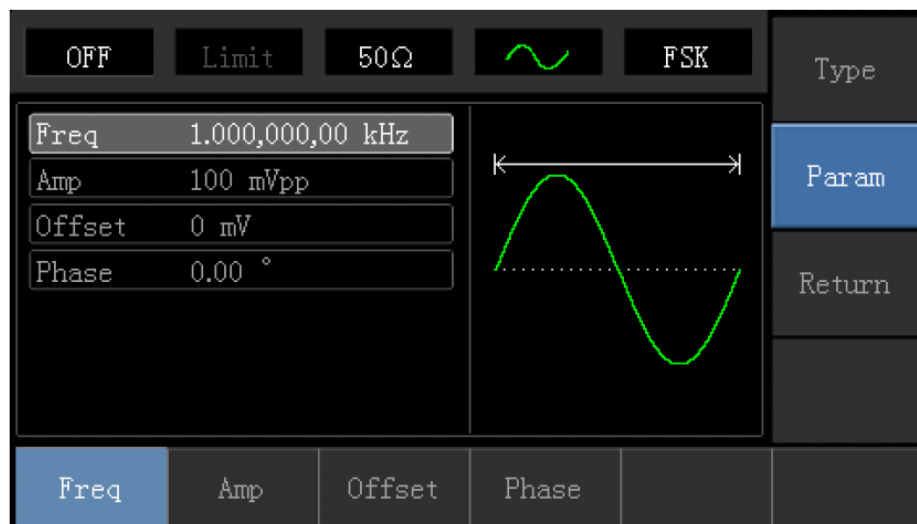 OFF Limit 50Ω FSK
Type
Freq 1.000,000,00 kHz
Amp 100 mVpp
Offset 0 mV
Phase 0.00 °
Param
Return
Freq Amp Offset Phase